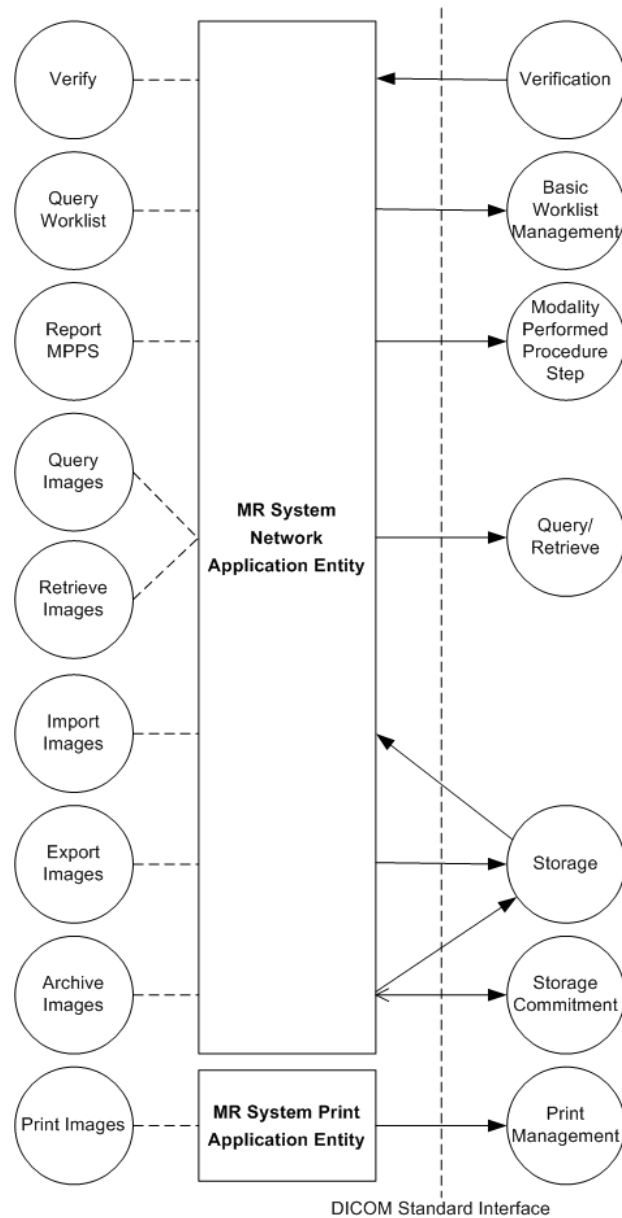 Verify
Verification
Query
Worklist
Basic
Worklist
Management
Report
MPPS
Modality
Performed
Procedure
Step
Query
Images
MR System
Network
Application Entity
Query/
Retrieve
Retrieve
Images
Import
Images
Export
Images
Storage
Archive
Images
Storage
Commitment
Print Images
MR System Print
Application Entity
Print
Management
DICOM Standard Interface